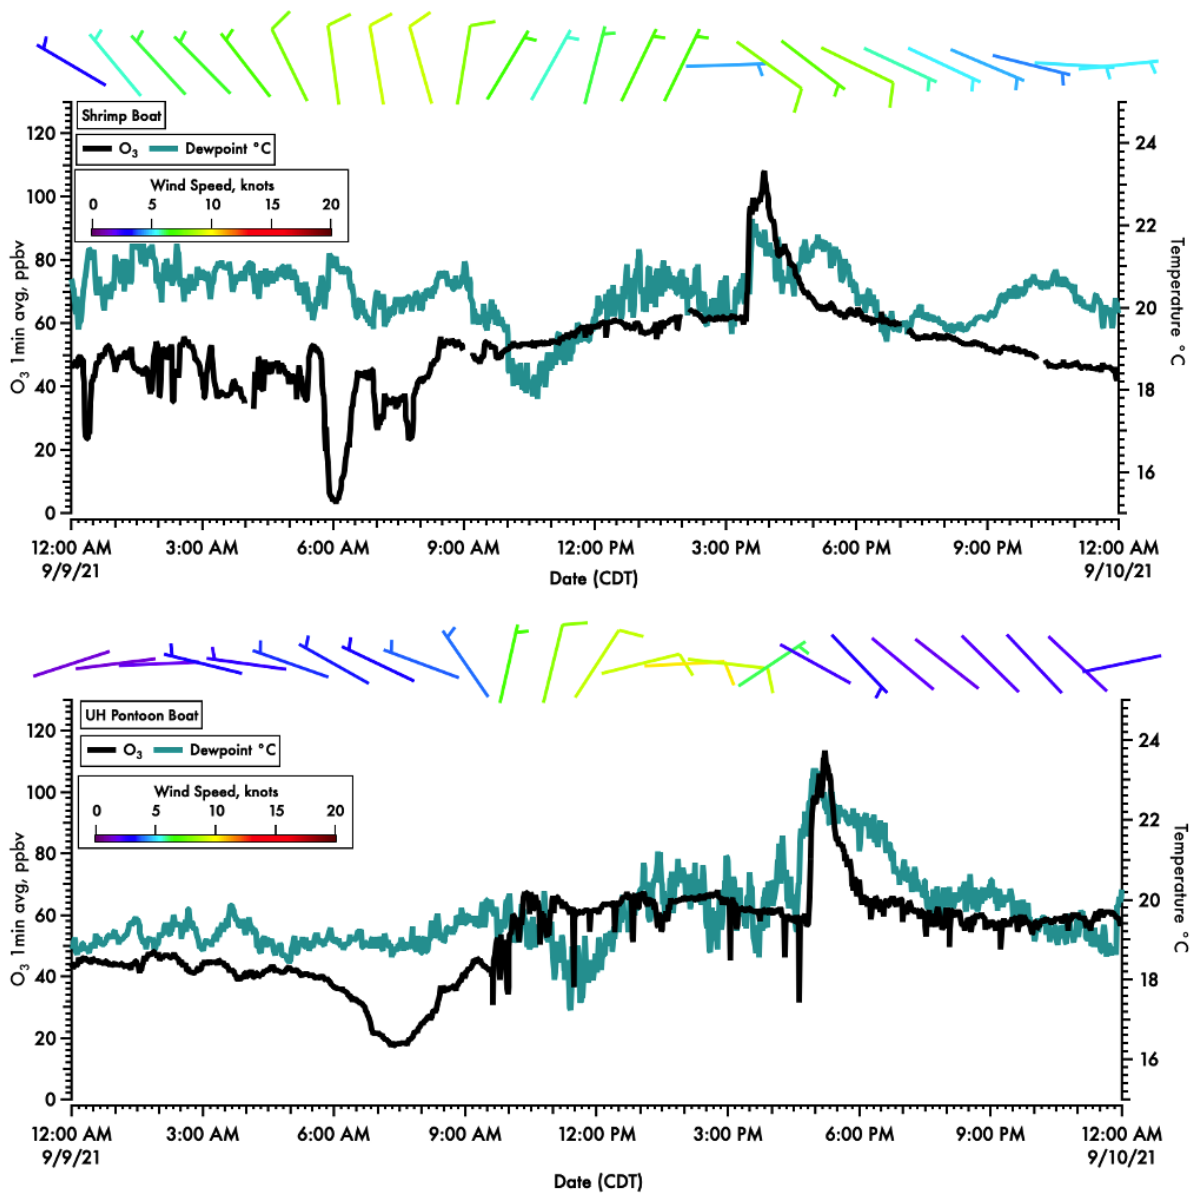 Shrimp Boat
O₃ Dewpoint °C
Wind Speed, knots
0 5 10 15 20
O₃ 1min avg, ppbv
120
100
80
60
40
20
0
Temperature °C
24
22
20
18
16
12:00 AM 3:00 AM 6:00 AM 9:00 AM 12:00 PM 3:00 PM 6:00 PM 9:00 PM 12:00 AM
9/9/21 9/10/21
Date (CDT)
UH Pontoon Boat
O₃ Dewpoint °C
Wind Speed, knots
0 5 10 15 20
O₃ 1min avg, ppbv
120
100
80
60
40
20
0
Temperature °C
24
22
20
18
16
12:00 AM 3:00 AM 6:00 AM 9:00 AM 12:00 PM 3:00 PM 6:00 PM 9:00 PM 12:00 AM
9/9/21 9/10/21
Date (CDT)